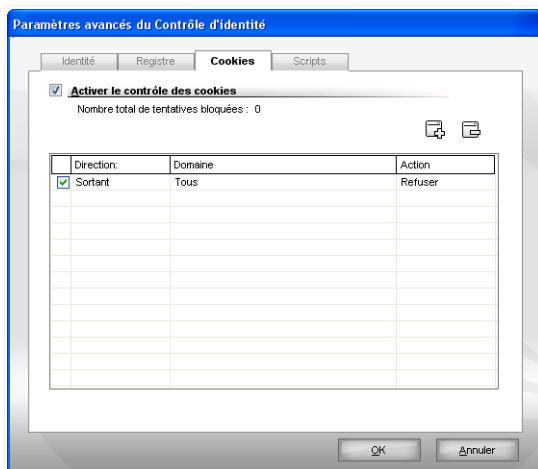 Paramètres avancés du Contrôle d'identité
Identité Registre Cookies Scripts
Activer le contrôle des cookies
Nombre total de tentatives bloquées : 0
Direction: Domaine Action
Sortant Tous Refuser
OK Annuler